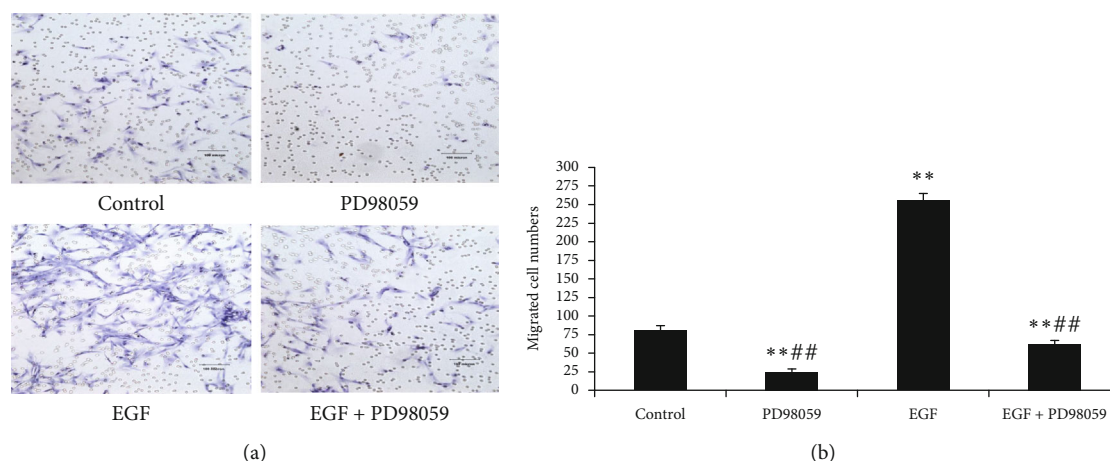 Control
PD98059
EGF
EGF + PD98059
(a)
Migrated cell numbers
300
275
250
225
200
175
150
125
100
75
50
25
0
**
**##
**##
Control
PD98059
EGF
EGF + PD98059
(b)